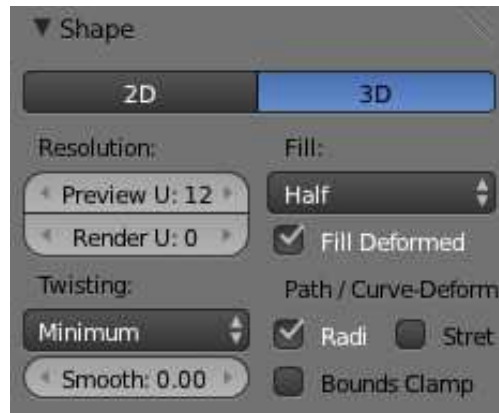 Shape
2D 3D
Resolution: Fill:
Preview U: 12 Half
Render U: 0 Fill Deformed
Twisting: Path / Curve-Deform
Minimum Radi Stret
Smooth: 0.00 Bounds Clamp